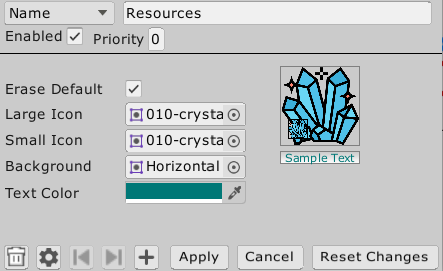 Name Resources
Enabled Priority 0
Erase Default
Large Icon 010-crysta
Small Icon 010-crysta
Background Horizontal
Text Color
Sample Text
Apply Cancel Reset Changes